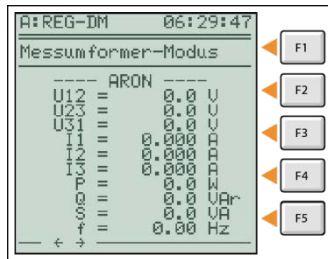 A:REG-DM 06:29:47
Messumformer-Modus
---- ARON ----
U12 = 0.0 V
U23 = 0.0 V
U31 = 0.0 V
I1 = 0.000 A
I2 = 0.000 A
I3 = 0.000 A
P = 0.0 W
Q = 0.0 VAr
S = 0.0 VA
f = 0.00 Hz
← →
F1
F2
F3
F4
F5